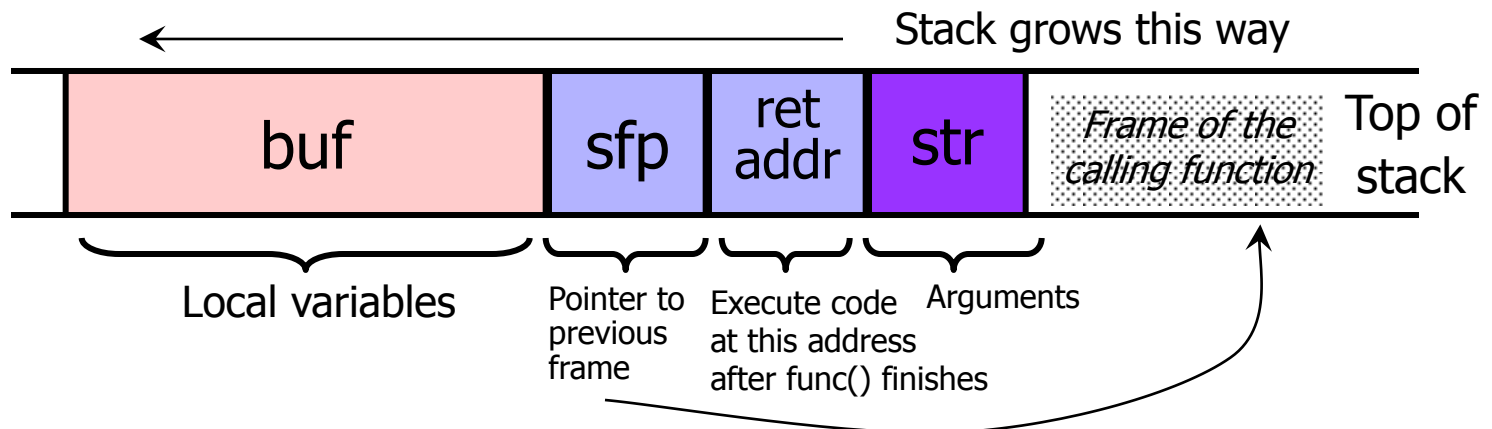 Stack grows this way
buf
sfp
ret
addr
str
Frame of the
calling function
Top of
stack
Local variables
Pointer to
previous
frame
Execute code
at this address
after func() finishes
Arguments